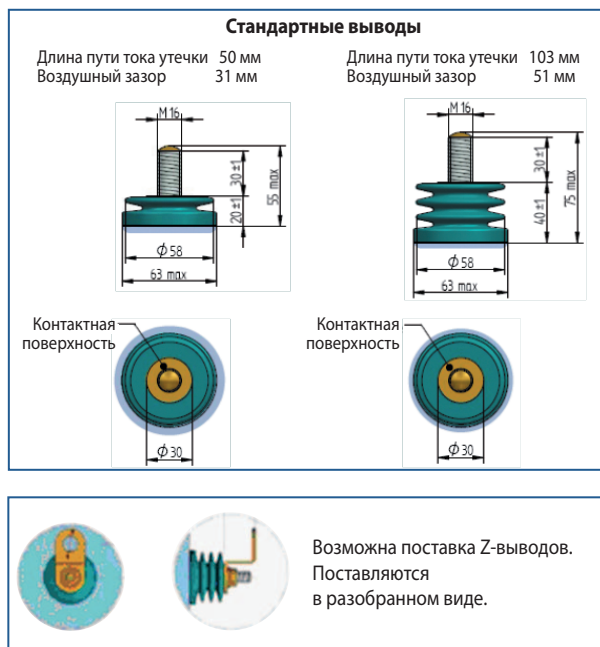 Стандартные выводы
Длина пути тока утечки 50 мм
Воздушный зазор 31 мм
Длина пути тока утечки 103 мм
Воздушный зазор 51 мм
M 16
30±1
20±1
55 max
ϕ 58
63 max
M 16
30±1
40±1
75 max
ϕ 58
63 max
Контактная
поверхность
ϕ 30
Контактная
поверхность
ϕ 30
Возможна поставка Z-выводов.
Поставляются
в разобранном виде.